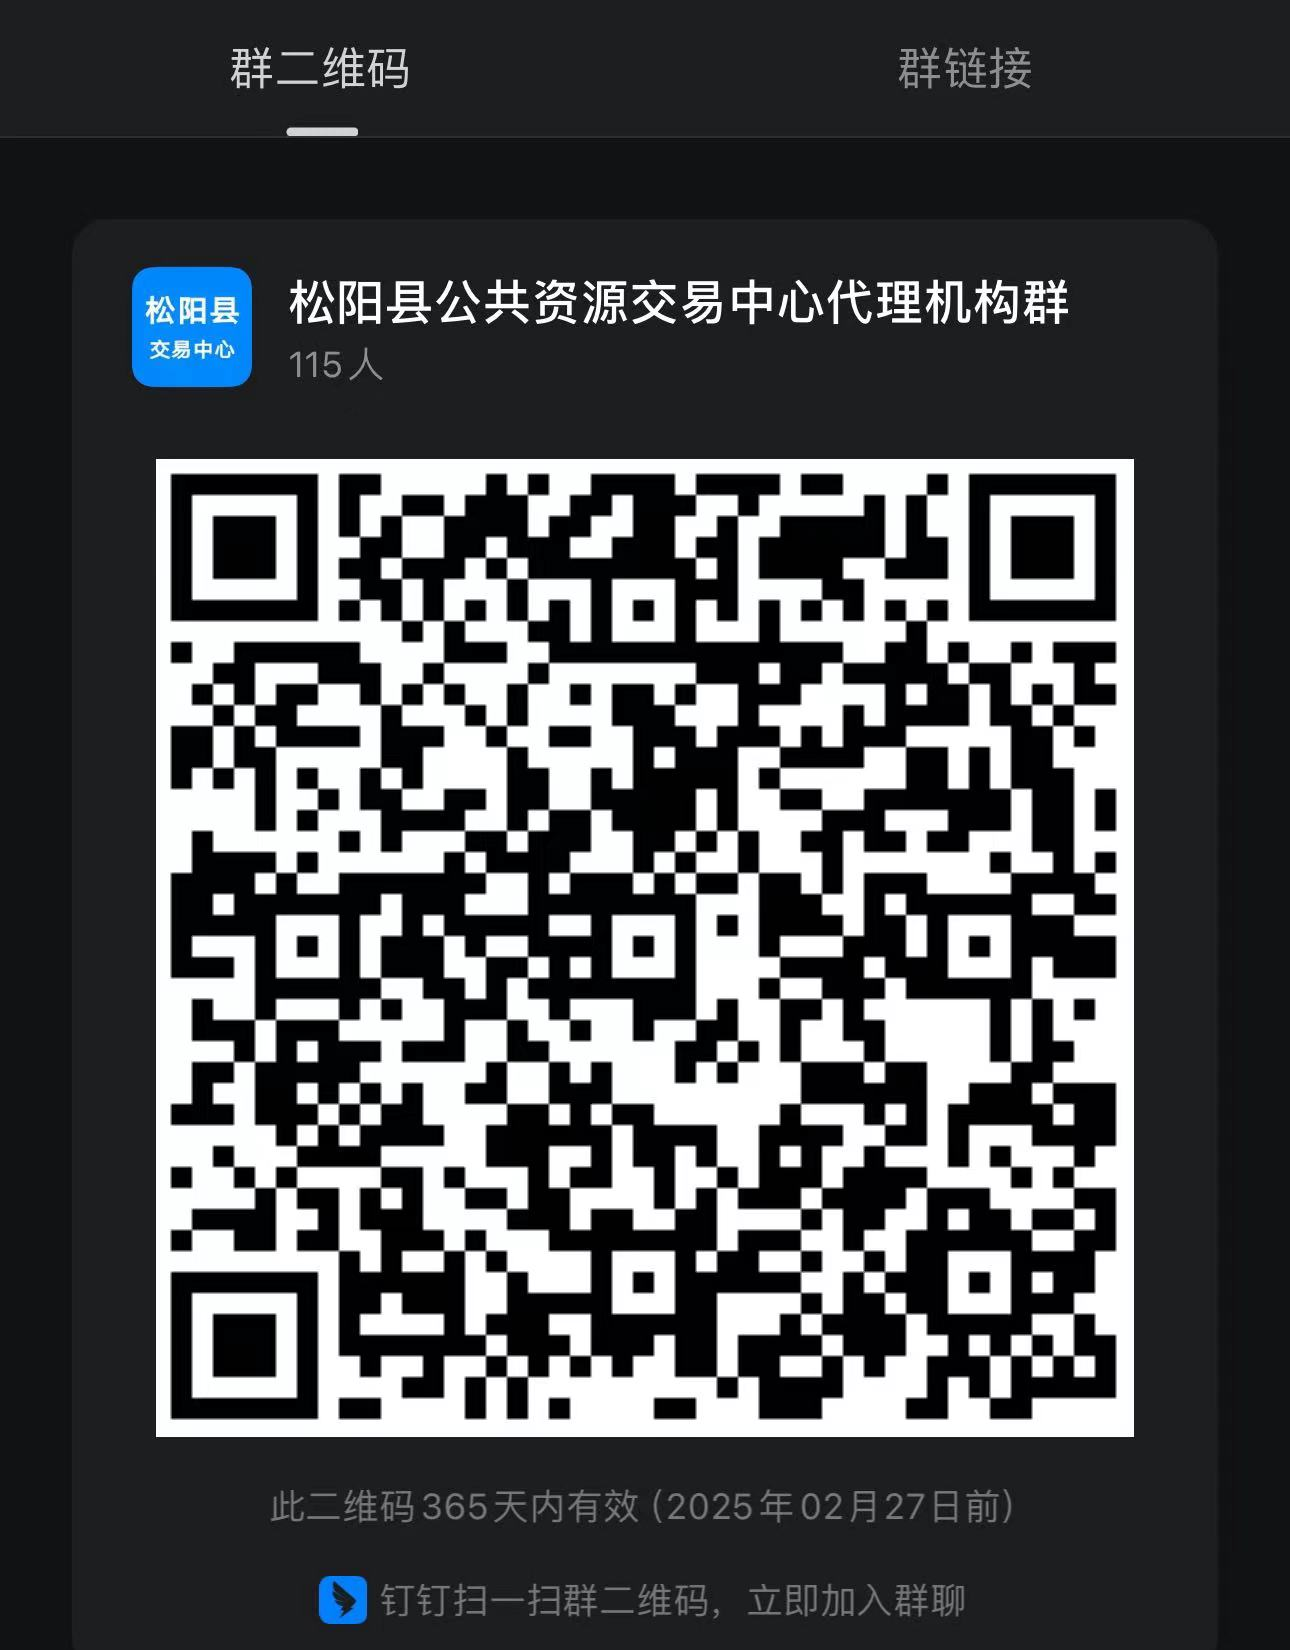 群二维码
群链接
松阳县
交易中心
松阳县公共资源交易中心代理机构群
115人
此二维码365天内有效（2025年02月27日前）
钉钉扫一扫群二维码，立即加入群聊